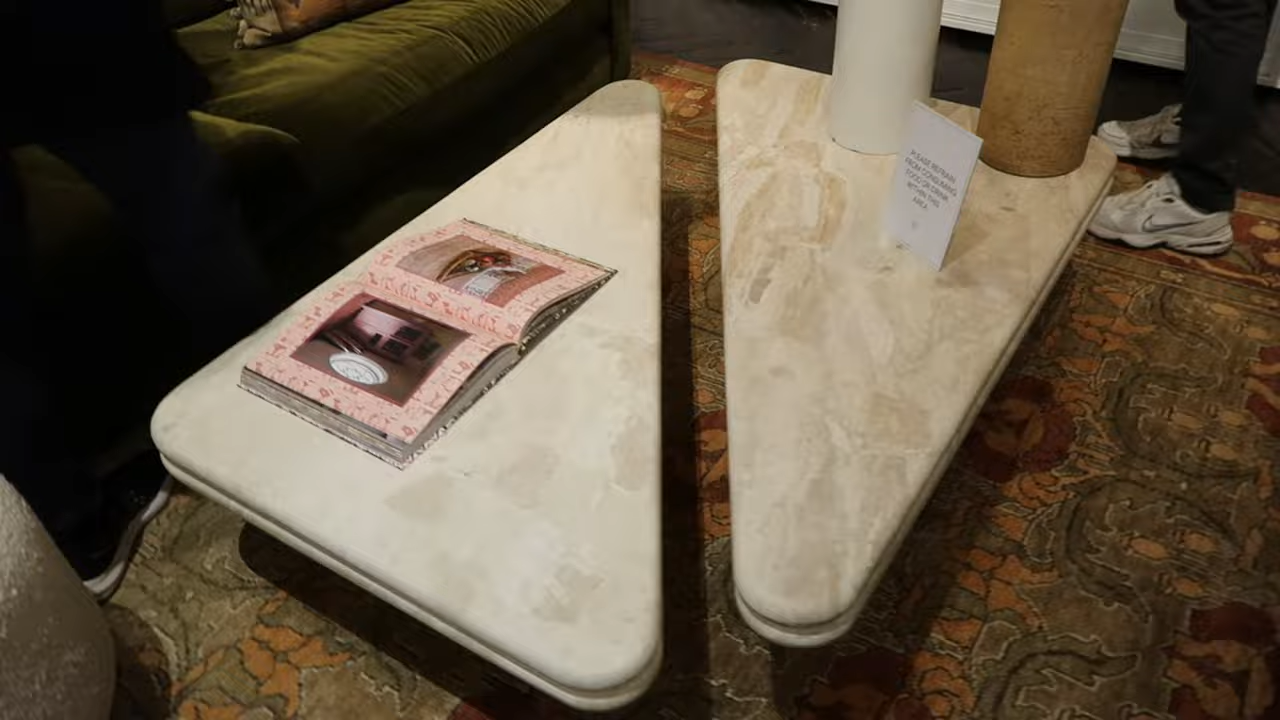 PLEASE REFRAIN
FROM CONSUMING
FOOD OR DRINK
WITHIN THIS
AREA